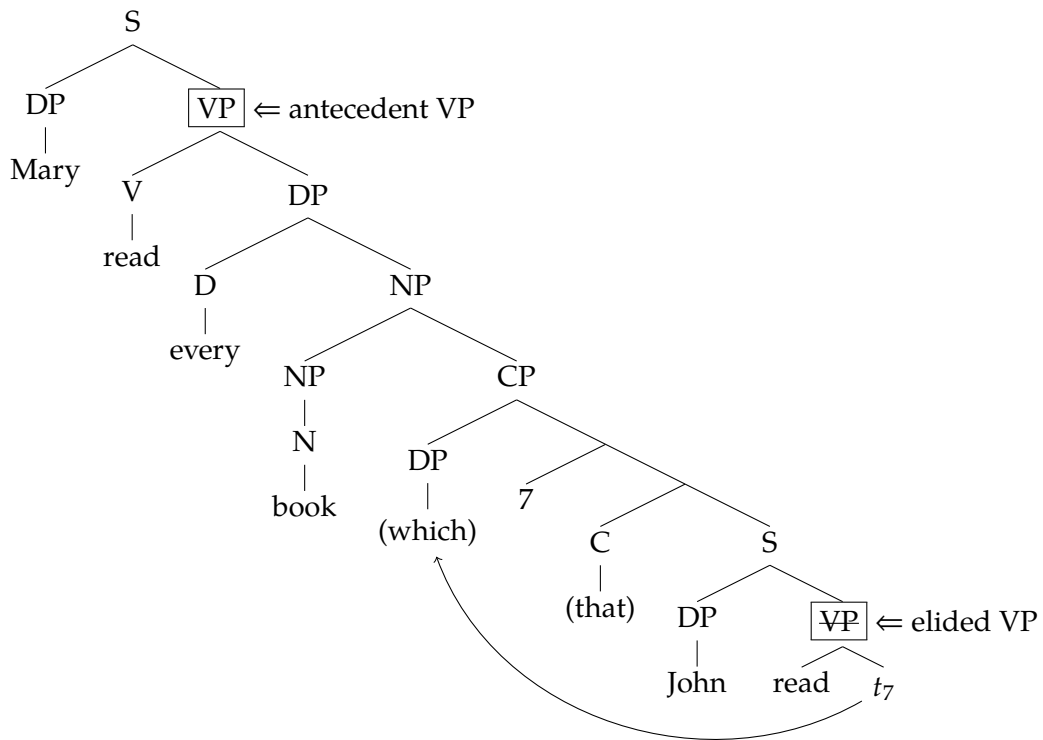 S
DP VP ⇐ antecedent VP
Mary
V DP
read
D NP
every
NP CP
N
DP
book
7
(which)
C S
(that)
DP VP ⇐ elided VP
John read t7